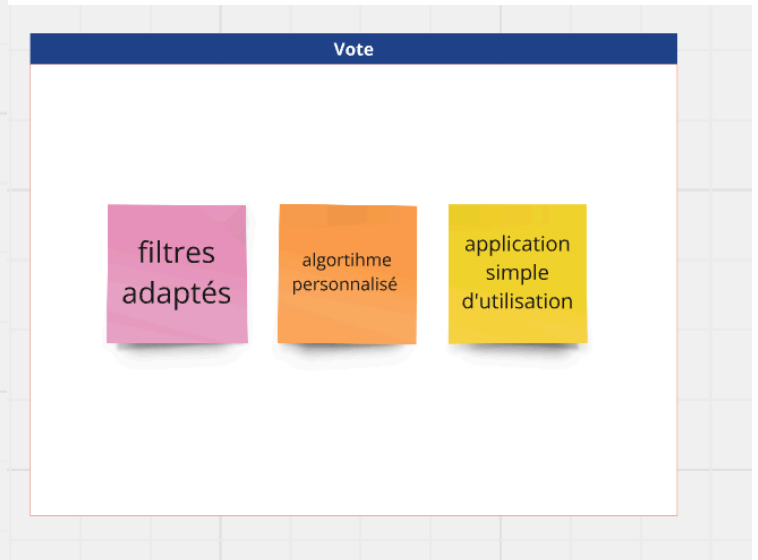 Vote
filtres
adaptés
algortihme
personnalisé
application
simple
d'utilisation